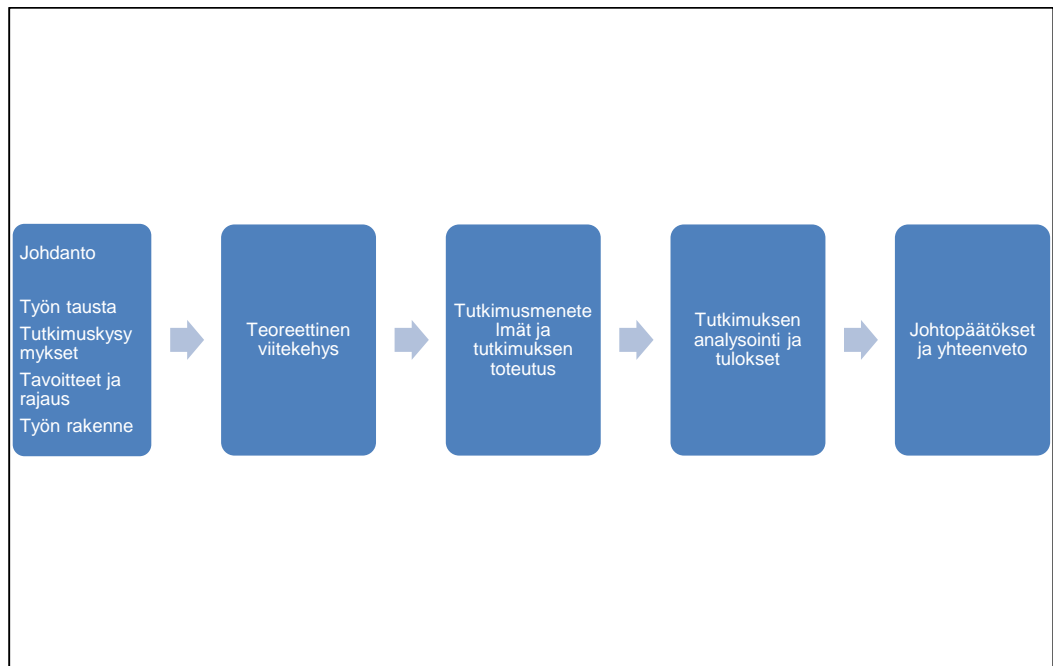 Johdanto
Työn tausta
Tutkimuskysy
mykset
Tavoitteet ja
rajaus
Työn rakenne
Teoreettinen
viitekehys
Tutkimusmenete
lmät ja
tutkimuksen
toteutus
Tutkimuksen
analysointi ja
tulokset
Johtopäätökset
ja yhteenveto